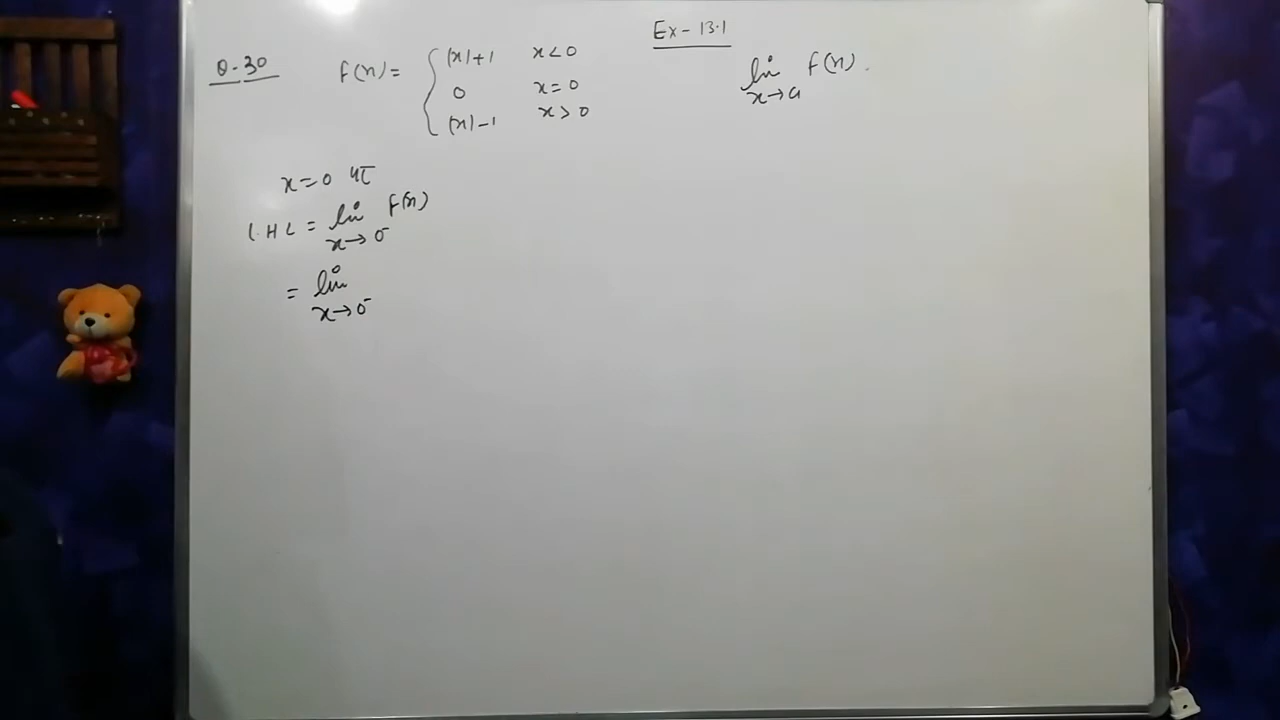 Ex-13.1
Q.30 f(x) = { |x|+1 x<0
0 x=0
|x|-1 x>0
lim x→a f(x).
x=0 पर
L.H.L = lim x→0⁻ f(x)
= lim x→0⁻